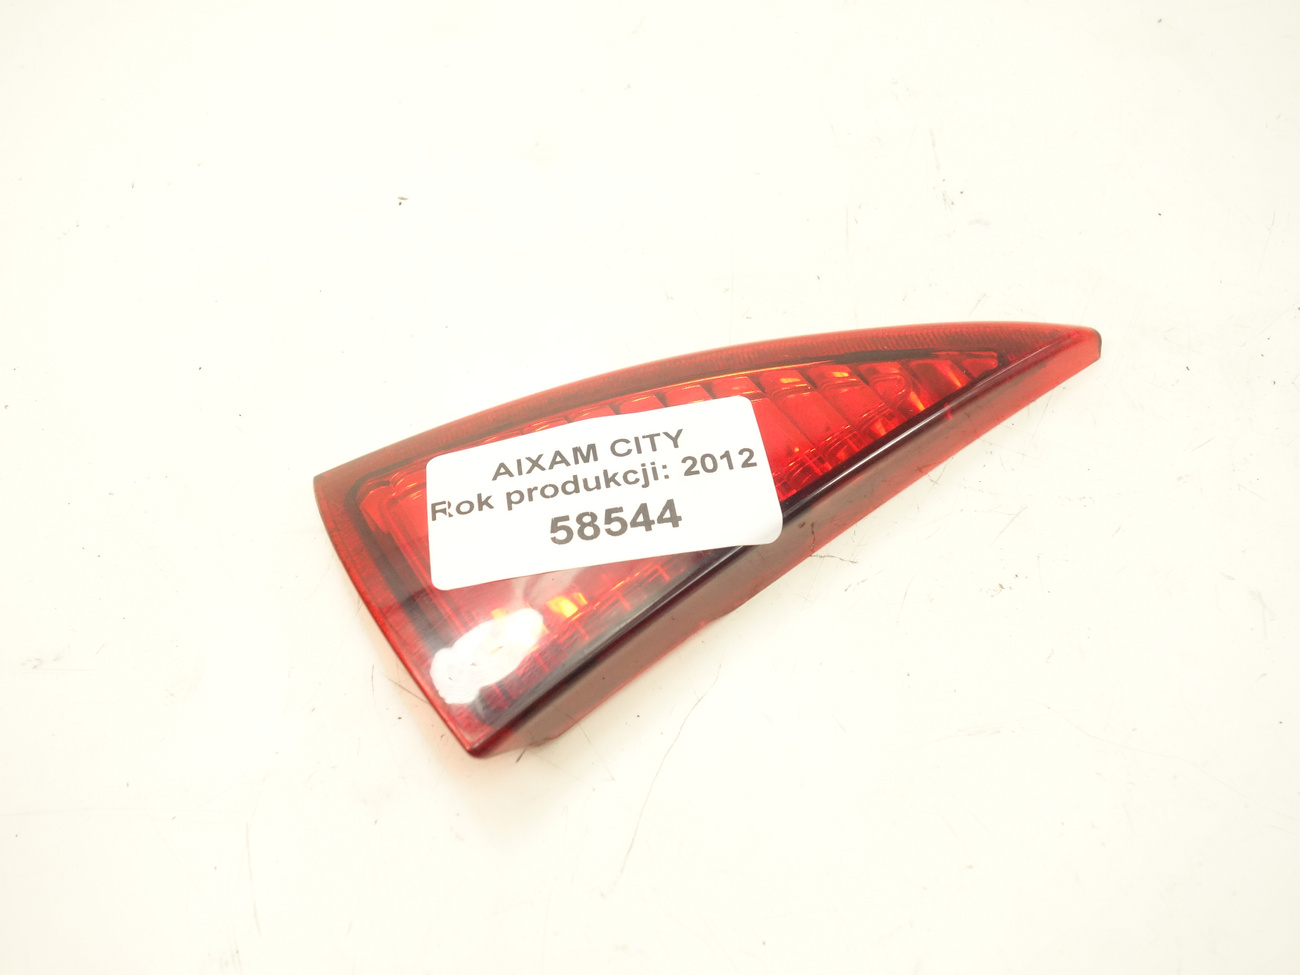 AIXAM CITY
Rok produkcji: 2012
58544